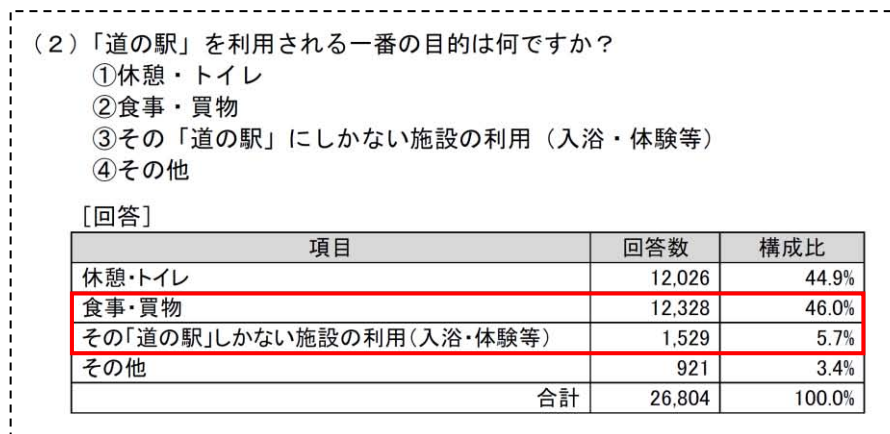 （２）「道の駅」を利用される一番の目的は何ですか？
①休憩・トイレ
②食事・買物
③その「道の駅」にしかない施設の利用（入浴・体験等）
④その他
［回答］
項目 回答数 構成比
休憩・トイレ 12,026 44.9%
食事・買物 12,328 46.0%
その「道の駅」しかない施設の利用（入浴・体験等） 1,529 5.7%
その他 921 3.4%
合計 26,804 100.0%